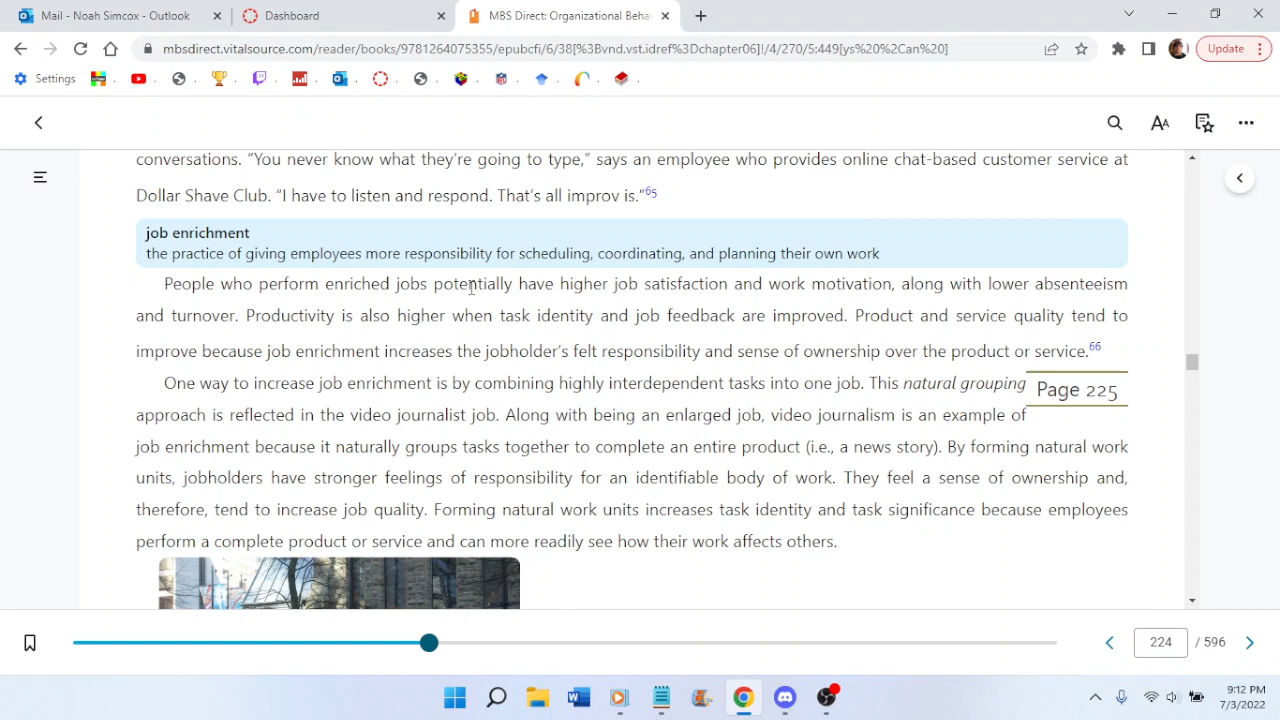 Mail - Noah Simcox - Outlook
Dashboard
MBS Direct: Organizational Beha
mbsdirect.vitalsource.com/reader/books/9781264075355/epubcfi/6/38[%3Bvnd.vst.idref%3Dchapter06]!/4/270/5:449[ys%20%2Can%20]
Update
Settings
conversations. “You never know what they’re going to type,” says an employee who provides online chat-based customer service at
Dollar Shave Club. “I have to listen and respond. That’s all improv is.”65
job enrichment
the practice of giving employees more responsibility for scheduling, coordinating, and planning their own work
People who perform enriched jobs potentially have higher job satisfaction and work motivation, along with lower absenteeism
and turnover. Productivity is also higher when task identity and job feedback are improved. Product and service quality tend to
improve because job enrichment increases the jobholder’s felt responsibility and sense of ownership over the product or service.66
One way to increase job enrichment is by combining highly interdependent tasks into one job. This natural grouping
Page 225
approach is reflected in the video journalist job. Along with being an enlarged job, video journalism is an example of
job enrichment because it naturally groups tasks together to complete an entire product (i.e., a news story). By forming natural work
units, jobholders have stronger feelings of responsibility for an identifiable body of work. They feel a sense of ownership and,
therefore, tend to increase job quality. Forming natural work units increases task identity and task significance because employees
perform a complete product or service and can more readily see how their work affects others.
224 / 596
9:12 PM
7/3/2022